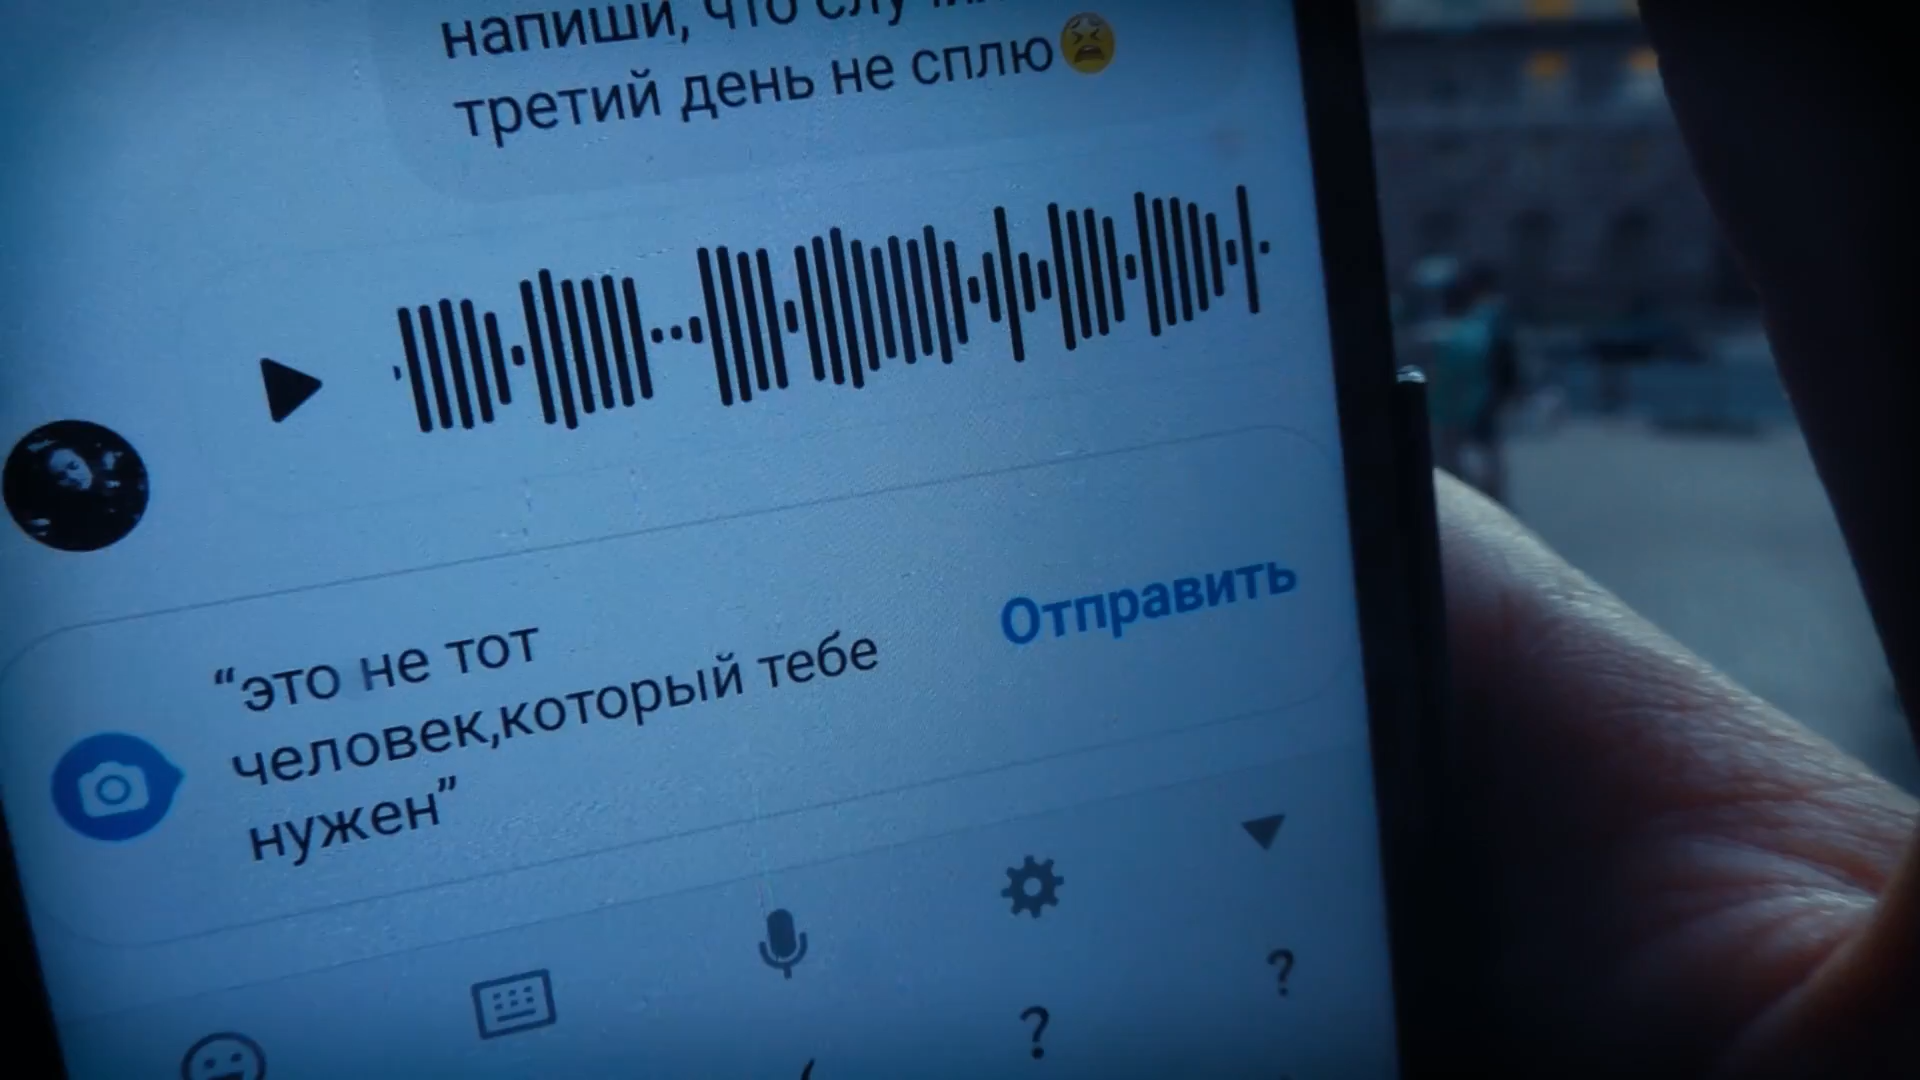 напиши, что
третий день не сплю😫
“это не тот
человек,который тебе
нужен”
Отправить
?
?